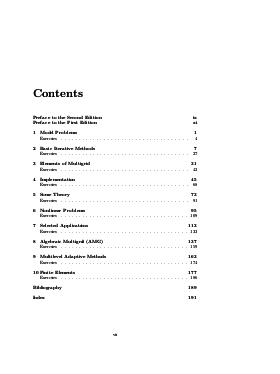 Contents
Preface to the Second Edition ix
Preface to the First Edition xi
1 Model Problems 1
Exercises 4
2 Basic Iterative Methods 7
Exercises 27
3 Elements of Multigrid 31
Exercises 43
4 Implementation 45
Exercises 69
5 Some Theory 73
Exercises 91
6 Nonlinear Problems 95
Exercises 109
7 Selected Applications 113
Exercises 133
8 Algebraic Multigrid (AMG) 137
Exercises 159
9 Multilevel Adaptive Methods 163
Exercises 174
10 Finite Elements 177
Exercises
Bibliography 189
Index 191